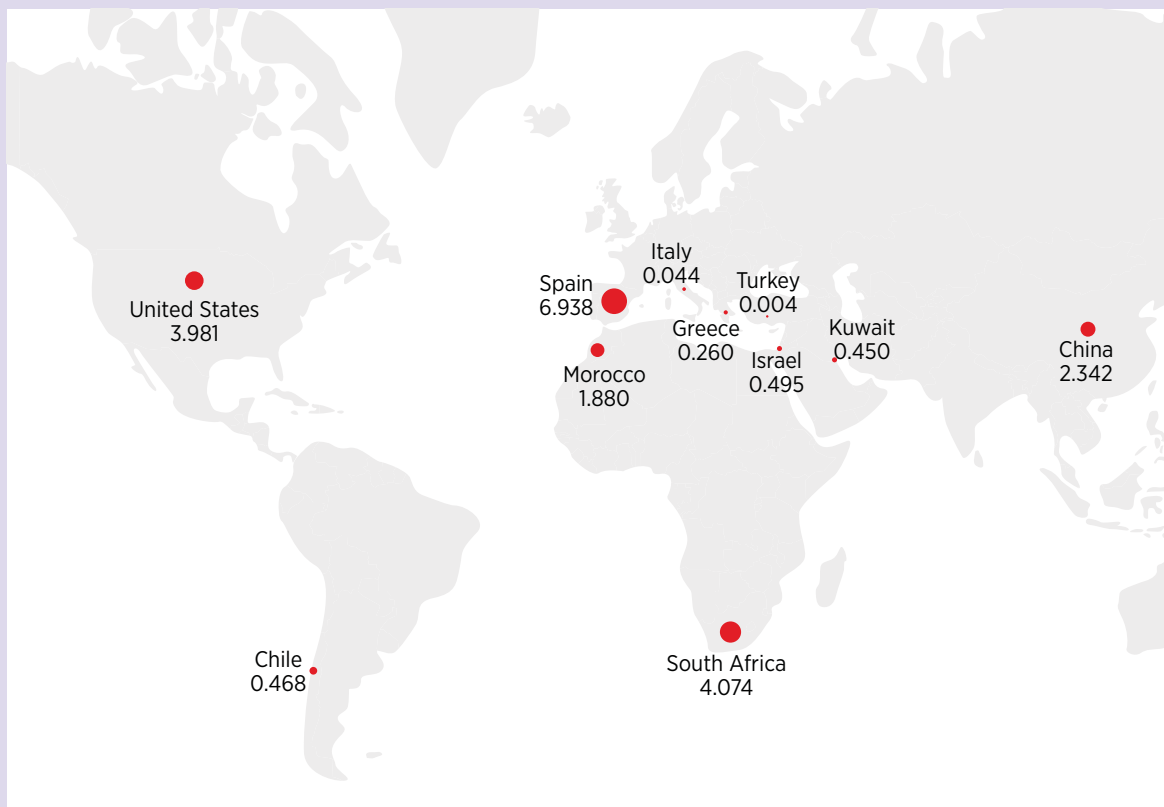 Italy
0.044
Turkey
0.004
Spain
6.938
United States
3.981
Greece
0.260
Kuwait
0.450
Israel
0.495
China
2.342
Morocco
1.880
Chile
0.468
South Africa
4.074